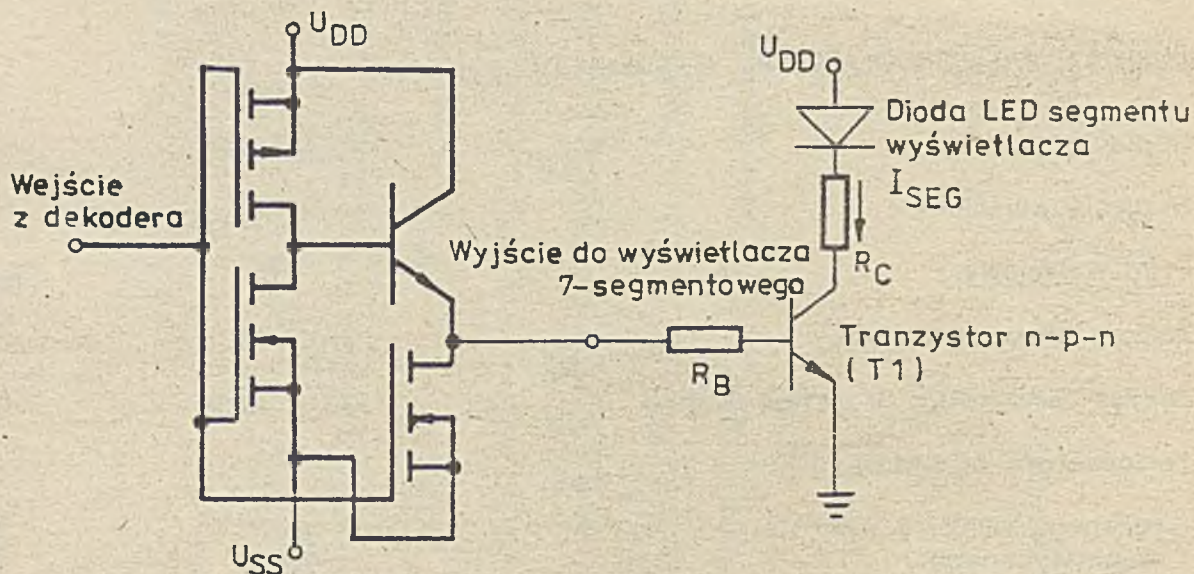 UDD
UDD
Dioda LED segmentu
wyświetlacza
ISEG
RC
Wejście
z dekodera
Wyjście do wyświetlacza
7-segmentowego
RB
Tranzystor n-p-n
(T1)
USS